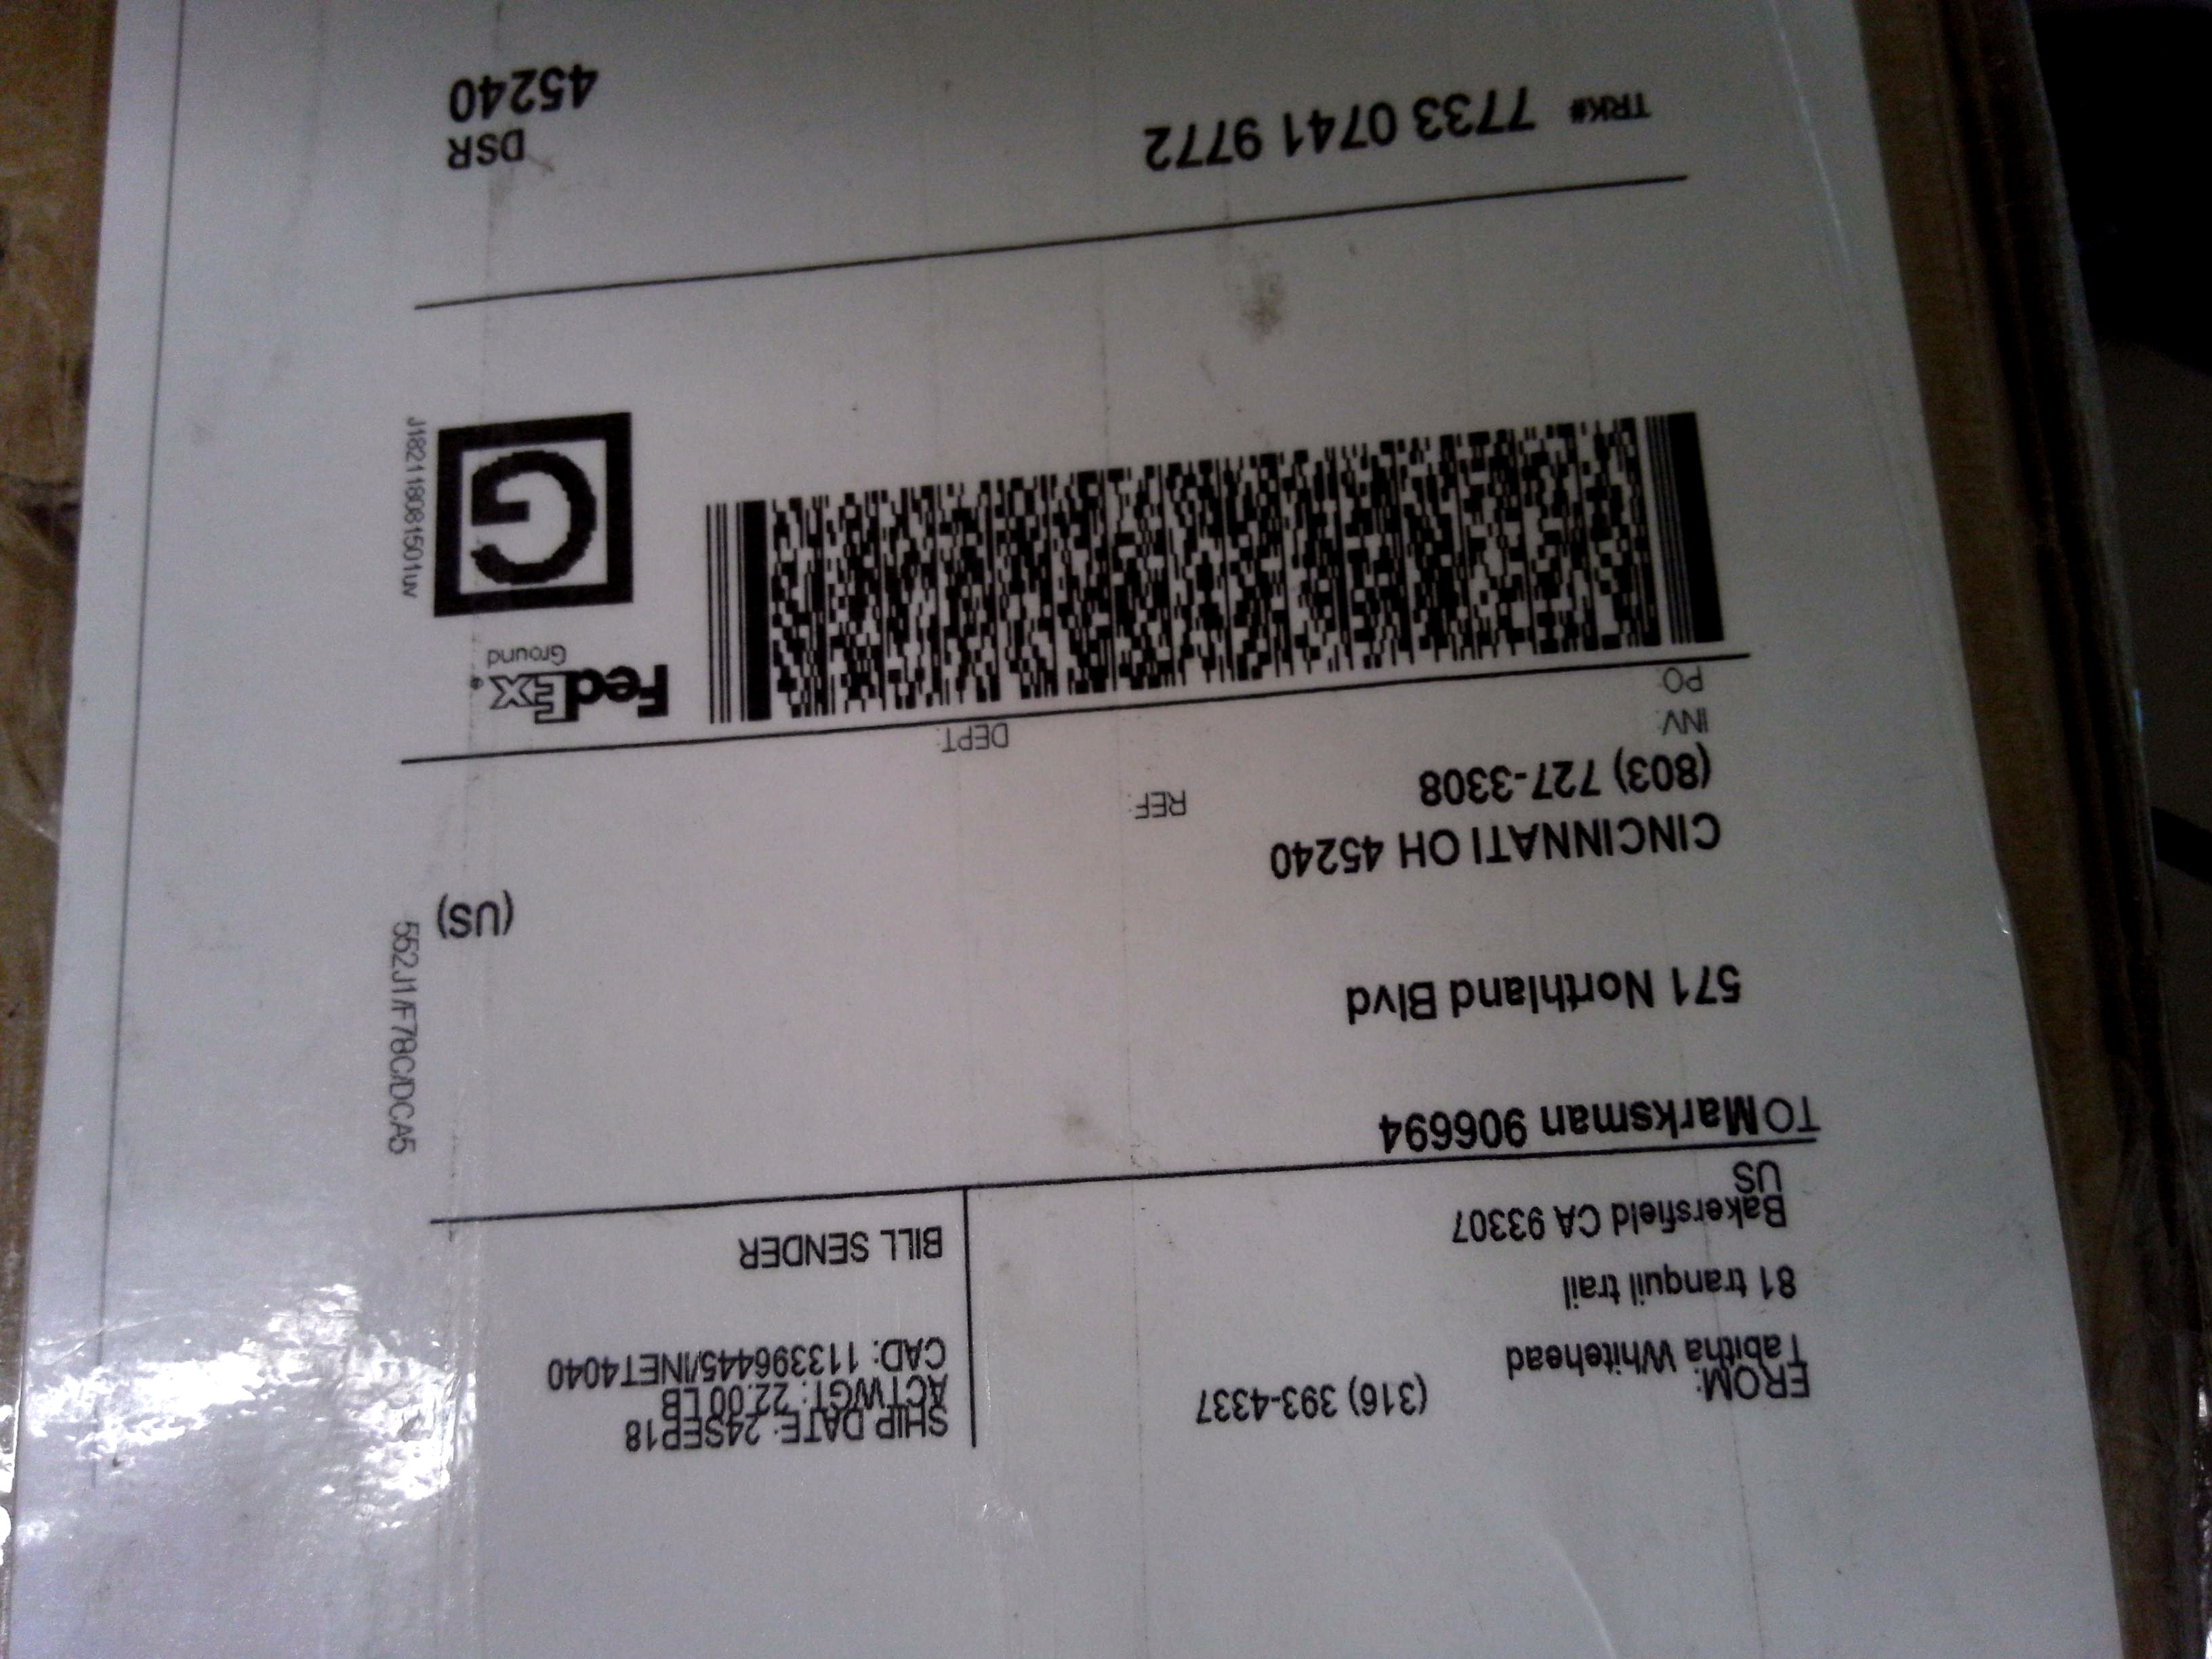 FROM:
(316) 393-4337
Tabitha Whitehead
81 tranquil trail
Bakersfield CA 93307
US
SHIP DATE: 24SEP18
ACTWGT: 22.00 LB
CAD: 113396445/INET4040
BILL SENDER
TO Marksman 906694
571 Northland Blvd
CINCINNATI OH 45240
(803) 727-3308
REF:
INV:
PO:
DEPT:
(US)
552J1/F78C/DCA5
FedEx
Ground
G
J182118081501uv
TRK# 7733 0741 9772
DSR
45240